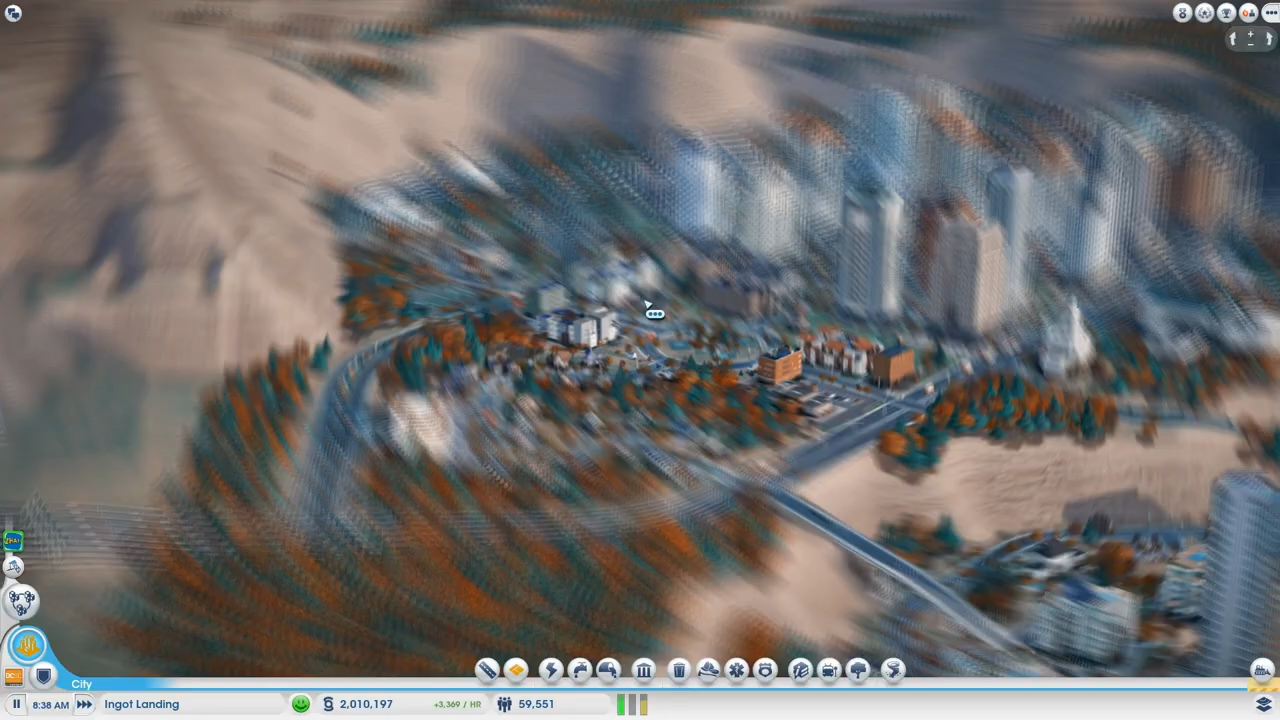 City
8:38 AM
Ingot Landing
2,010,197
+3,369 / HR
59,551